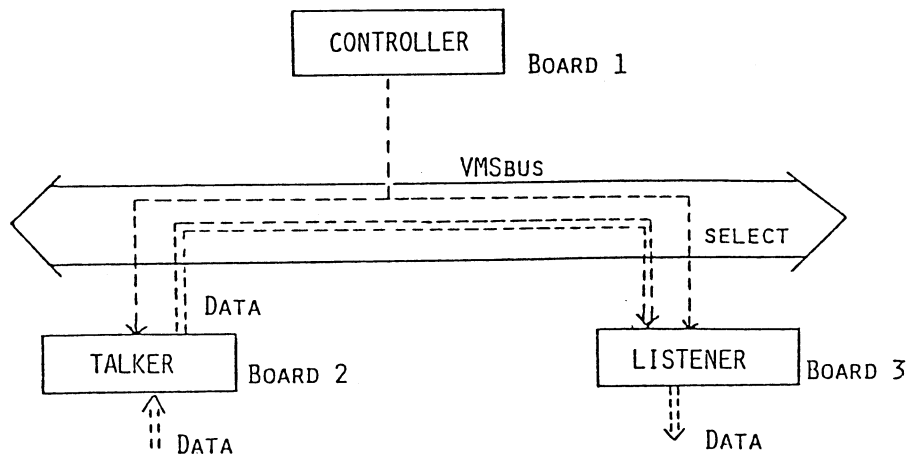 CONTROLLER
BOARD 1
VMSBUS
SELECT
DATA
TALKER
BOARD 2
LISTENER
BOARD 3
DATA
DATA